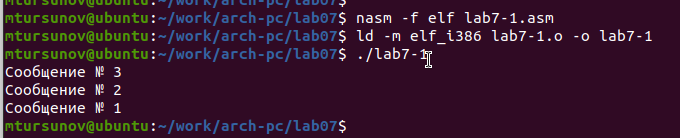 mtursunov@ubuntu:~/work/arch-pc/lab07$ nasm -f elf lab7-1.asm
mtursunov@ubuntu:~/work/arch-pc/lab07$ ld -m elf_i386 lab7-1.o -o lab7-1
mtursunov@ubuntu:~/work/arch-pc/lab07$ ./lab7-1
Сообщение № 3
Сообщение № 2
Сообщение № 1
mtursunov@ubuntu:~/work/arch-pc/lab07$